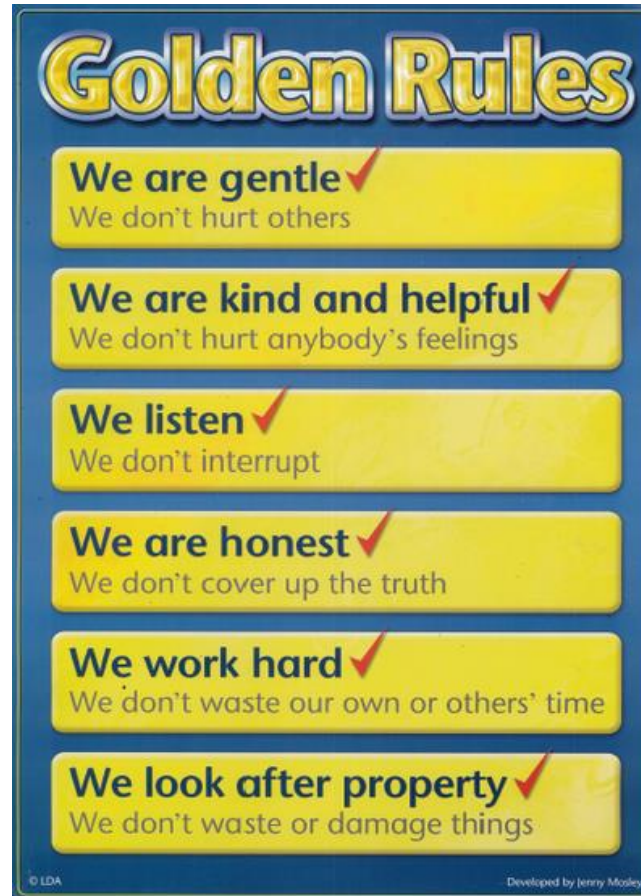 Golden Rules
We are gentle
We don't hurt others
We are kind and helpful
We don't hurt anybody's feelings
We listen
We don't interrupt
We are honest
We don't cover up the truth
We work hard
We don't waste our own or others' time
We look after property
We don't waste or damage things
© LDA
Developed by Jenny Mosley